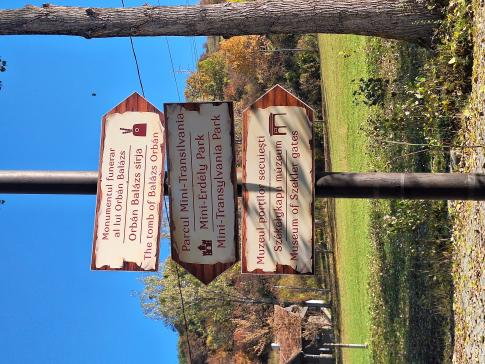 Monumentul funerar
al lui Orbán Balázs
Orbán Balázs sírja
The tomb of Balázs Orbán
Parcul Mini-Transilvania
Mini-Erdély Park
Mini-Transylvania Park
Muzeul porților secuiești
Székelykapu múzeum
Museum of Szekler gates